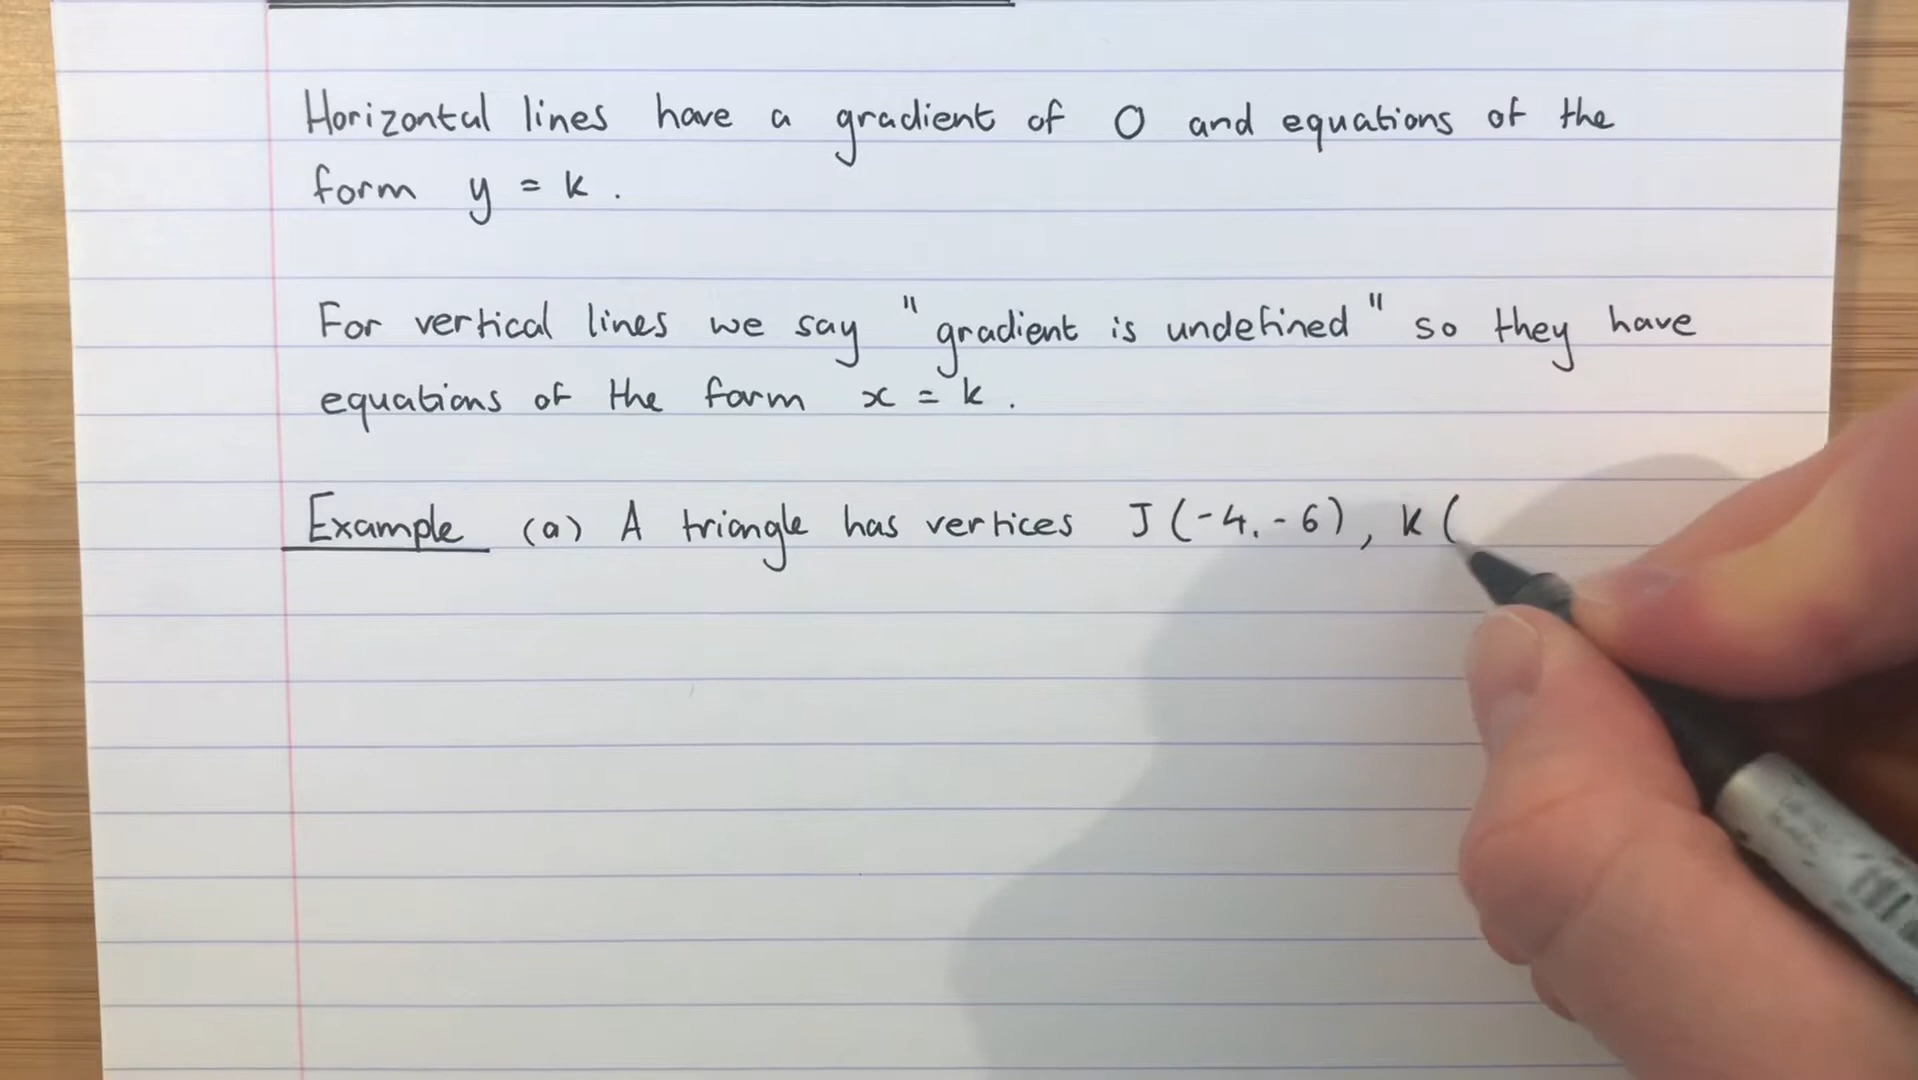 Horizontal lines have a gradient of 0 and equations of the
form y = k .
For vertical lines we say "gradient is undefined" so they have
equations of the form x = k .
Example (a) A triangle has vertices J (-4, -6), K (